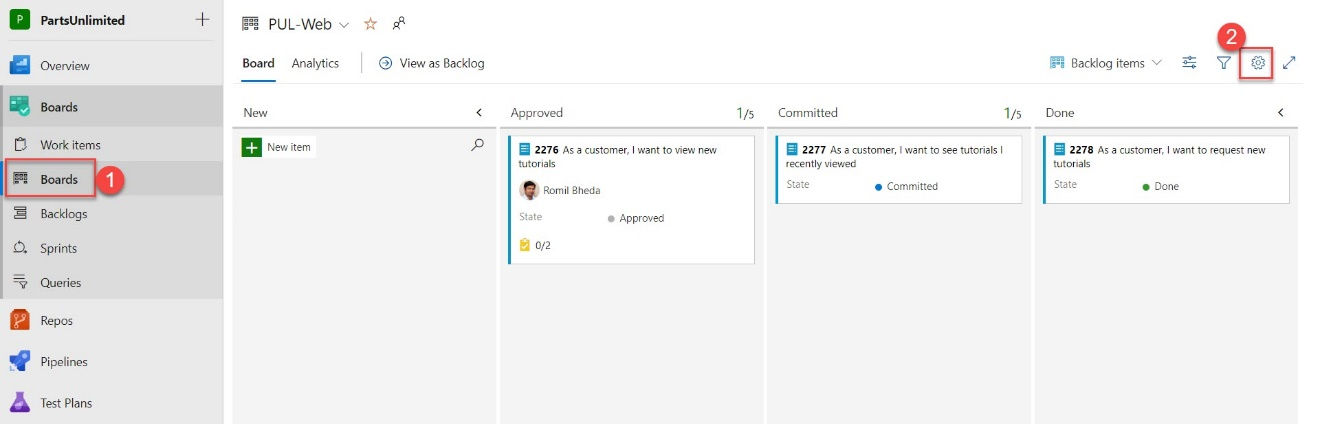 P PartsUnlimited
Overview
Boards
Work items
Boards 1
Backlogs
Sprints
Queries
Repos
Pipelines
Test Plans
PUL-Web
Board Analytics View as Backlog
2
Backlog items
New
New item
Approved 1/5
2276 As a customer, I want to view new
tutorials
Romil Bheda
State Approved
0/2
Committed 1/5
2277 As a customer, I want to see tutorials I
recently viewed
State Committed
Done
2278 As a customer, I want to request new
tutorials
State Done